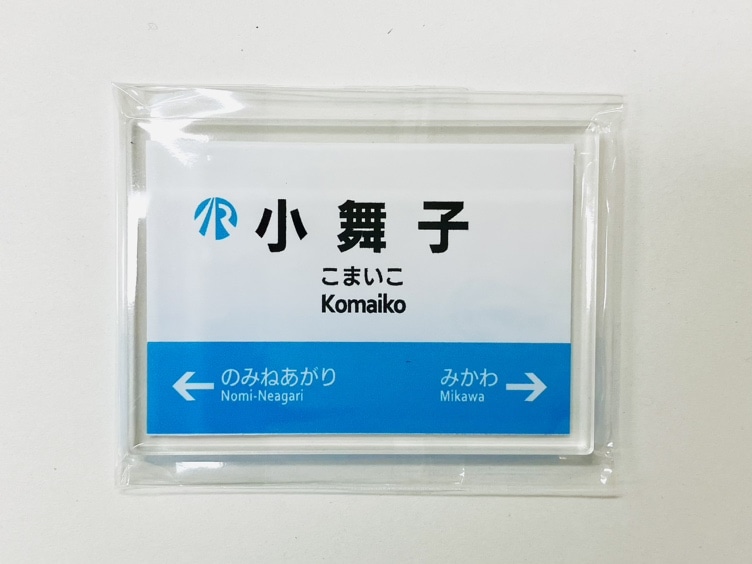 IR 小舞子
こまいこ
Komaiko
← のみねあがり
Nomi-Neagari
みかわ →
Mikawa